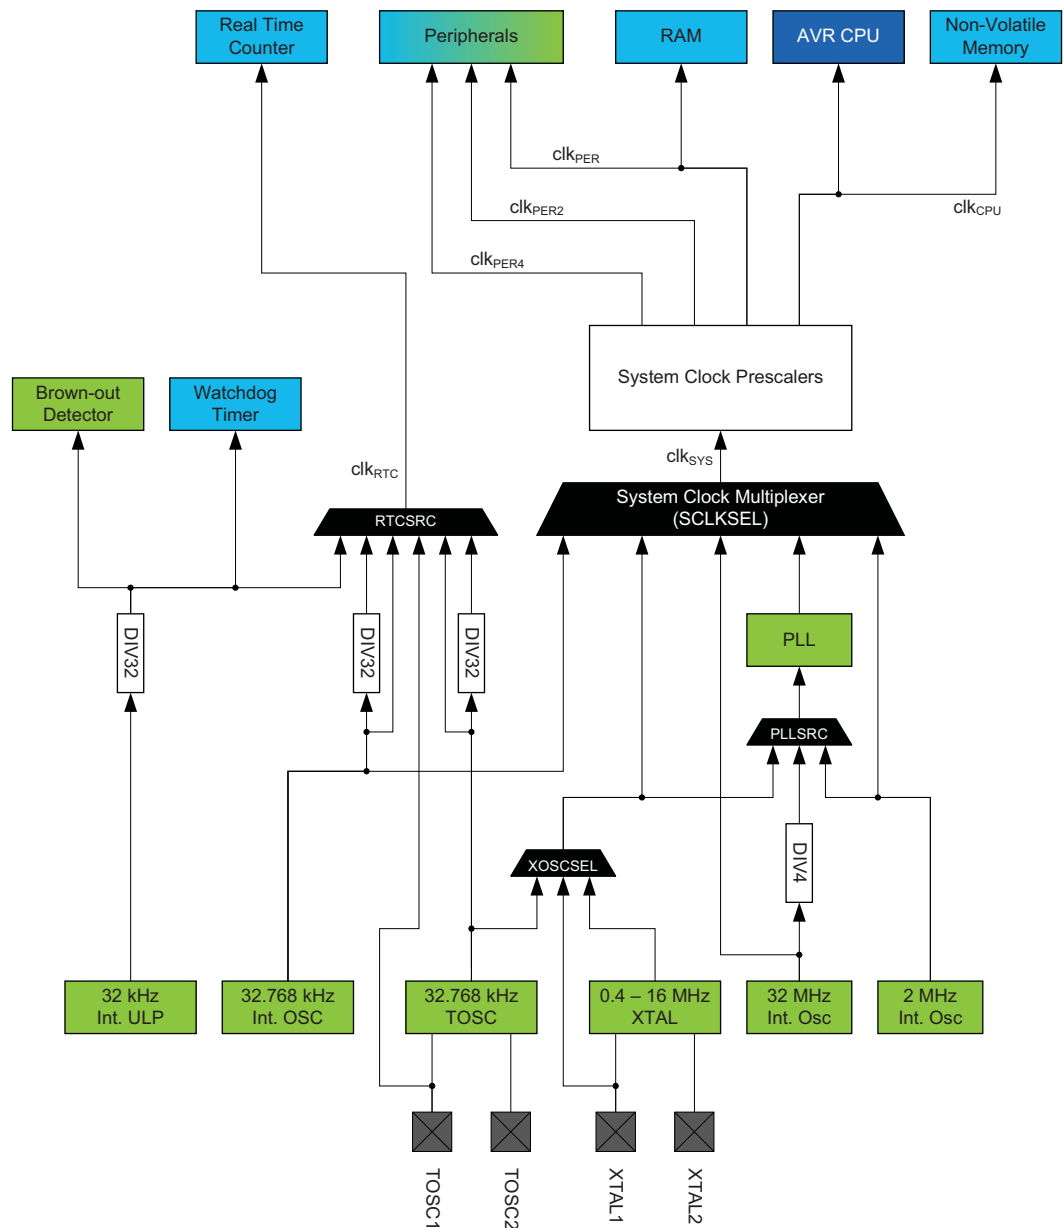 Real Time
Counter
Peripherals
RAM
AVR CPU
Non-Volatile
Memory
clkPER
clkPER2
clkCPU
clkPER4
System Clock Prescalers
Brown-out
Detector
Watchdog
Timer
clkRTC
clkSYS
System Clock Multiplexer
(SCLKSEL)
RTCSRC
DIV32
DIV32
DIV32
PLL
PLLSRC
DIV4
XOSCSEL
32 kHz
Int. ULP
32.768 kHz
Int. OSC
32.768 kHz
TOSC
0.4 – 16 MHz
XTAL
32 MHz
Int. Osc
2 MHz
Int. Osc
TOSC1
TOSC2
XTAL1
XTAL2